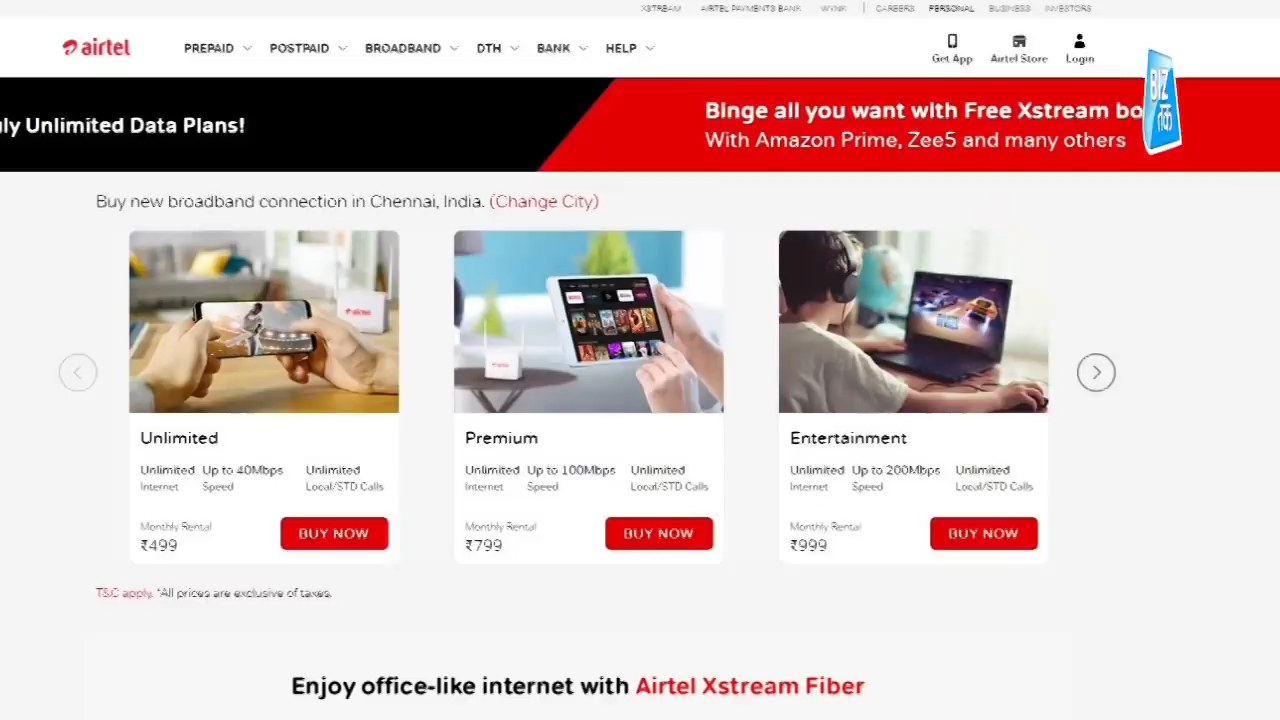 XSTREAM AIRTEL PAYMENTS BANK WYNK CAREERS PERSONAL BUSINESS INVESTORS
airtel PREPAID POSTPAID BROADBAND DTH BANK HELP Get App Airtel Store Login
BIZ तक
ly Unlimited Data Plans!
Binge all you want with Free Xstream bo
With Amazon Prime, Zee5 and many others
Buy new broadband connection in Chennai, India. (Change City)
airtel
Unlimited
Unlimited Up to 40Mbps Unlimited
Internet Speed Local/STD Calls
Monthly Rental
₹499
BUY NOW
Premium
Unlimited Up to 100Mbps Unlimited
Internet Speed Local/STD Calls
Monthly Rental
₹799
BUY NOW
Entertainment
Unlimited Up to 200Mbps Unlimited
Internet Speed Local/STD Calls
Monthly Rental
₹999
BUY NOW
T&C apply. *All prices are exclusive of taxes.
Enjoy office-like internet with Airtel Xstream Fiber